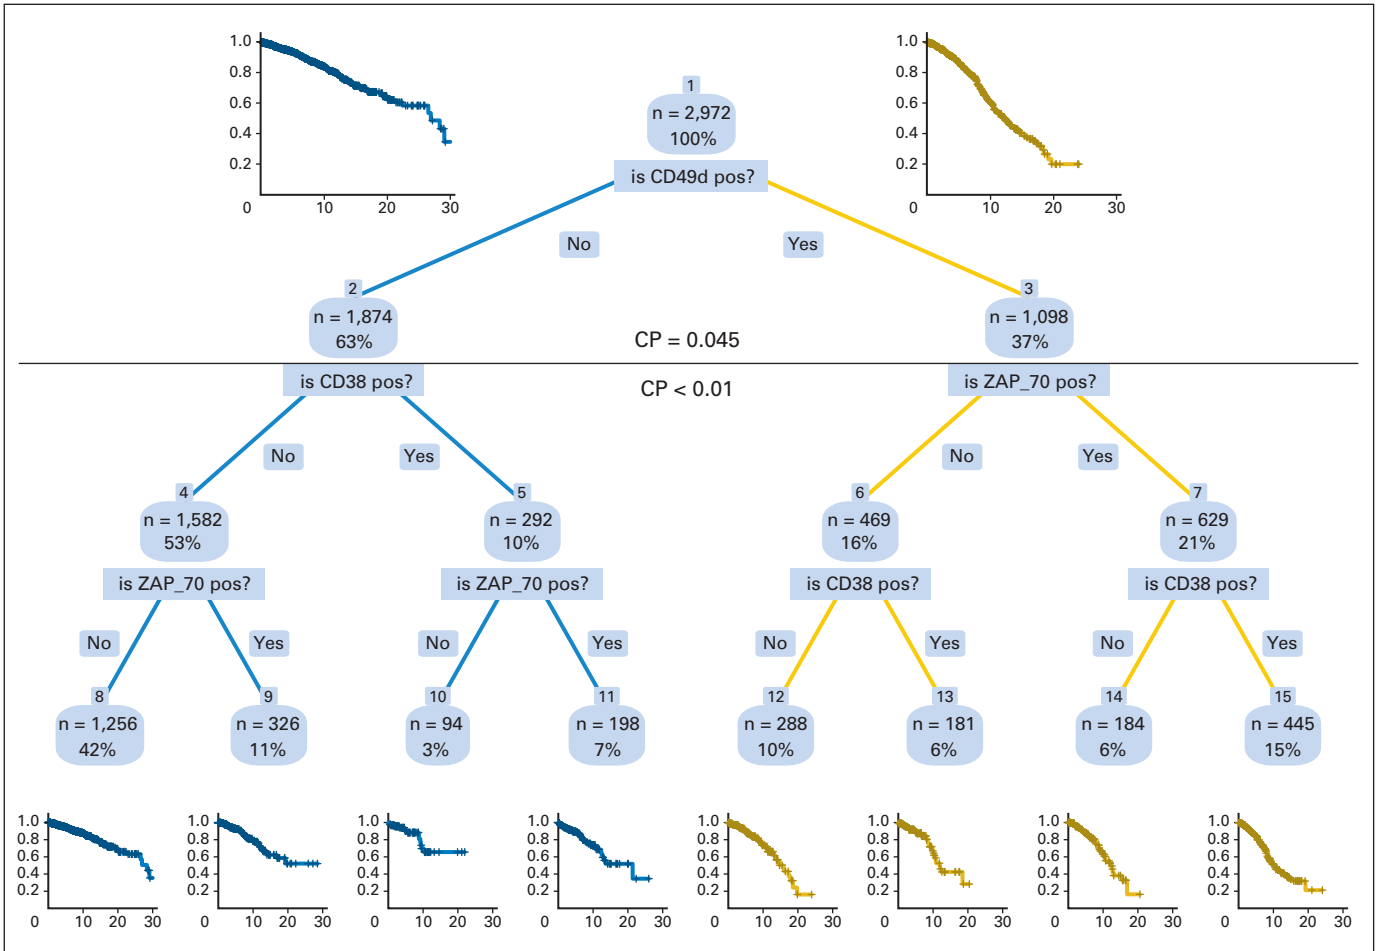 1.0
0.8
0.6
0.4
0.2
0 10 20 30
1
n = 2,972
100%
is CD49d pos?
1.0
0.8
0.6
0.4
0.2
0 10 20 30
No
Yes
2
n = 1,874
63%
CP = 0.045
3
n = 1,098
37%
is CD38 pos?
CP < 0.01
is ZAP_70 pos?
No
Yes
No
Yes
4
n = 1,582
53%
5
n = 292
10%
6
n = 469
16%
7
n = 629
21%
is ZAP_70 pos?
is ZAP_70 pos?
is CD38 pos?
is CD38 pos?
No
Yes
No
Yes
No
Yes
No
Yes
8
n = 1,256
42%
9
n = 326
11%
10
n = 94
3%
11
n = 198
7%
12
n = 288
10%
13
n = 181
6%
14
n = 184
6%
15
n = 445
15%
1.0
0.8
0.6
0.4
0.2
0 10 20 30
1.0
0.8
0.6
0.4
0.2
0 10 20 30
1.0
0.8
0.6
0.4
0.2
0 10 20 30
1.0
0.8
0.6
0.4
0.2
0 10 20 30
1.0
0.8
0.6
0.4
0.2
0 10 20 30
1.0
0.8
0.6
0.4
0.2
0 10 20 30
1.0
0.8
0.6
0.4
0.2
0 10 20 30
1.0
0.8
0.6
0.4
0.2
0 10 20 30